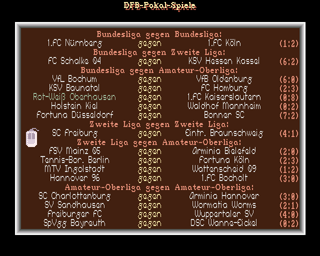 DFB-Pokal-Spiele
Bundesliga gegen Bundesliga:
1.FC Nürnberg gegen 1.FC Köln (1:2)
Bundesliga gegen Zweite Liga:
FC Schalke 04 gegen KSV Hessen Kassel (6:2)
Bundesliga gegen Amateur-Oberliga:
VfL Bochum gegen VfB Oldenburg (6:0)
KSV Baunatal gegen FC Homburg (2:3)
Rot-Weiß Oberhausen gegen 1.FC Kaiserslautern (0:8)
Holstein Kiel gegen Waldhof Mannheim (0:2)
Fortuna Düsseldorf gegen Bonner SC (7:2)
Zweite Liga gegen Zweite Liga:
SC Freiburg gegen Eintr. Braunschweig (4:1)
Zweite Liga gegen Amateur-Oberliga:
FSV Mainz 05 gegen Arminia Bielefeld (2:0)
Tennis-Bor. Berlin gegen Fortuna Köln (2:3)
MTV Ingolstadt gegen Wattenscheid 09 (1:2)
Hannover 96 gegen 1.FC Bocholt (3:0)
Amateur-Oberliga gegen Amateur-Oberliga:
SC Charlottenburg gegen Arminia Hannover (3:0)
SV Sandhausen gegen Wormatia Worms (2:1)
Freiburger FC gegen Wuppertaler SV (4:0)
SpVgg Bayreuth gegen DSC Wanne-Eickel (0:2)